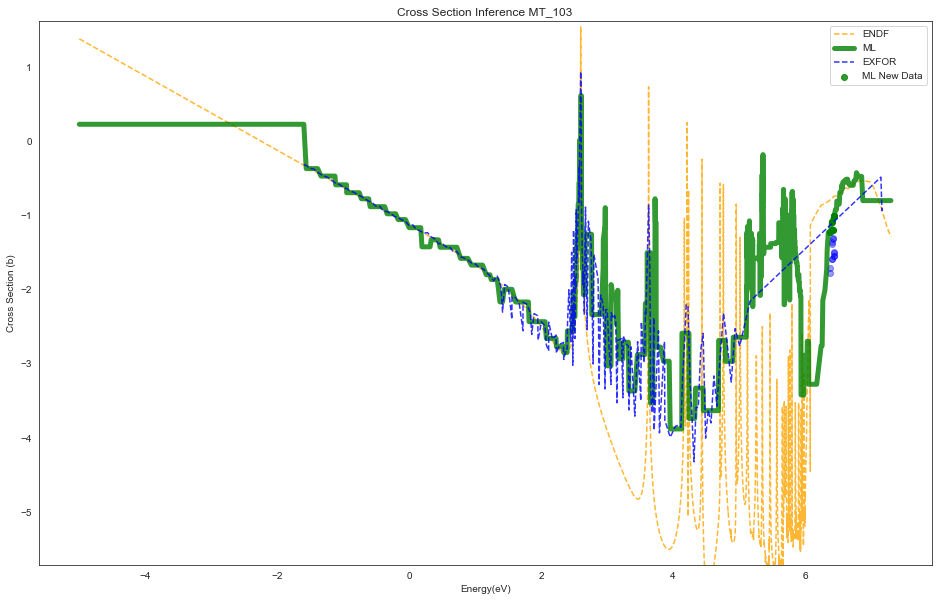 Cross Section Inference MT_103
ENDF
ML
EXFOR
ML New Data
Cross Section (b)
1
0
−1
−2
−3
−4
−5
−4
−2
0
2
4
6
Energy(eV)